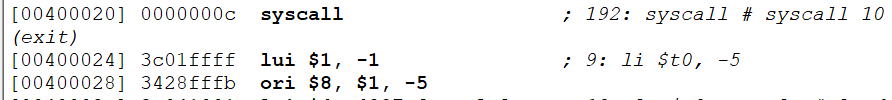 [00400020] 0000000c syscall ; 192: syscall # syscall 10
(exit)
[00400024] 3c01ffff lui $1, -1 ; 9: li $t0, -5
[00400028] 3428fffb ori $8, $1, -5